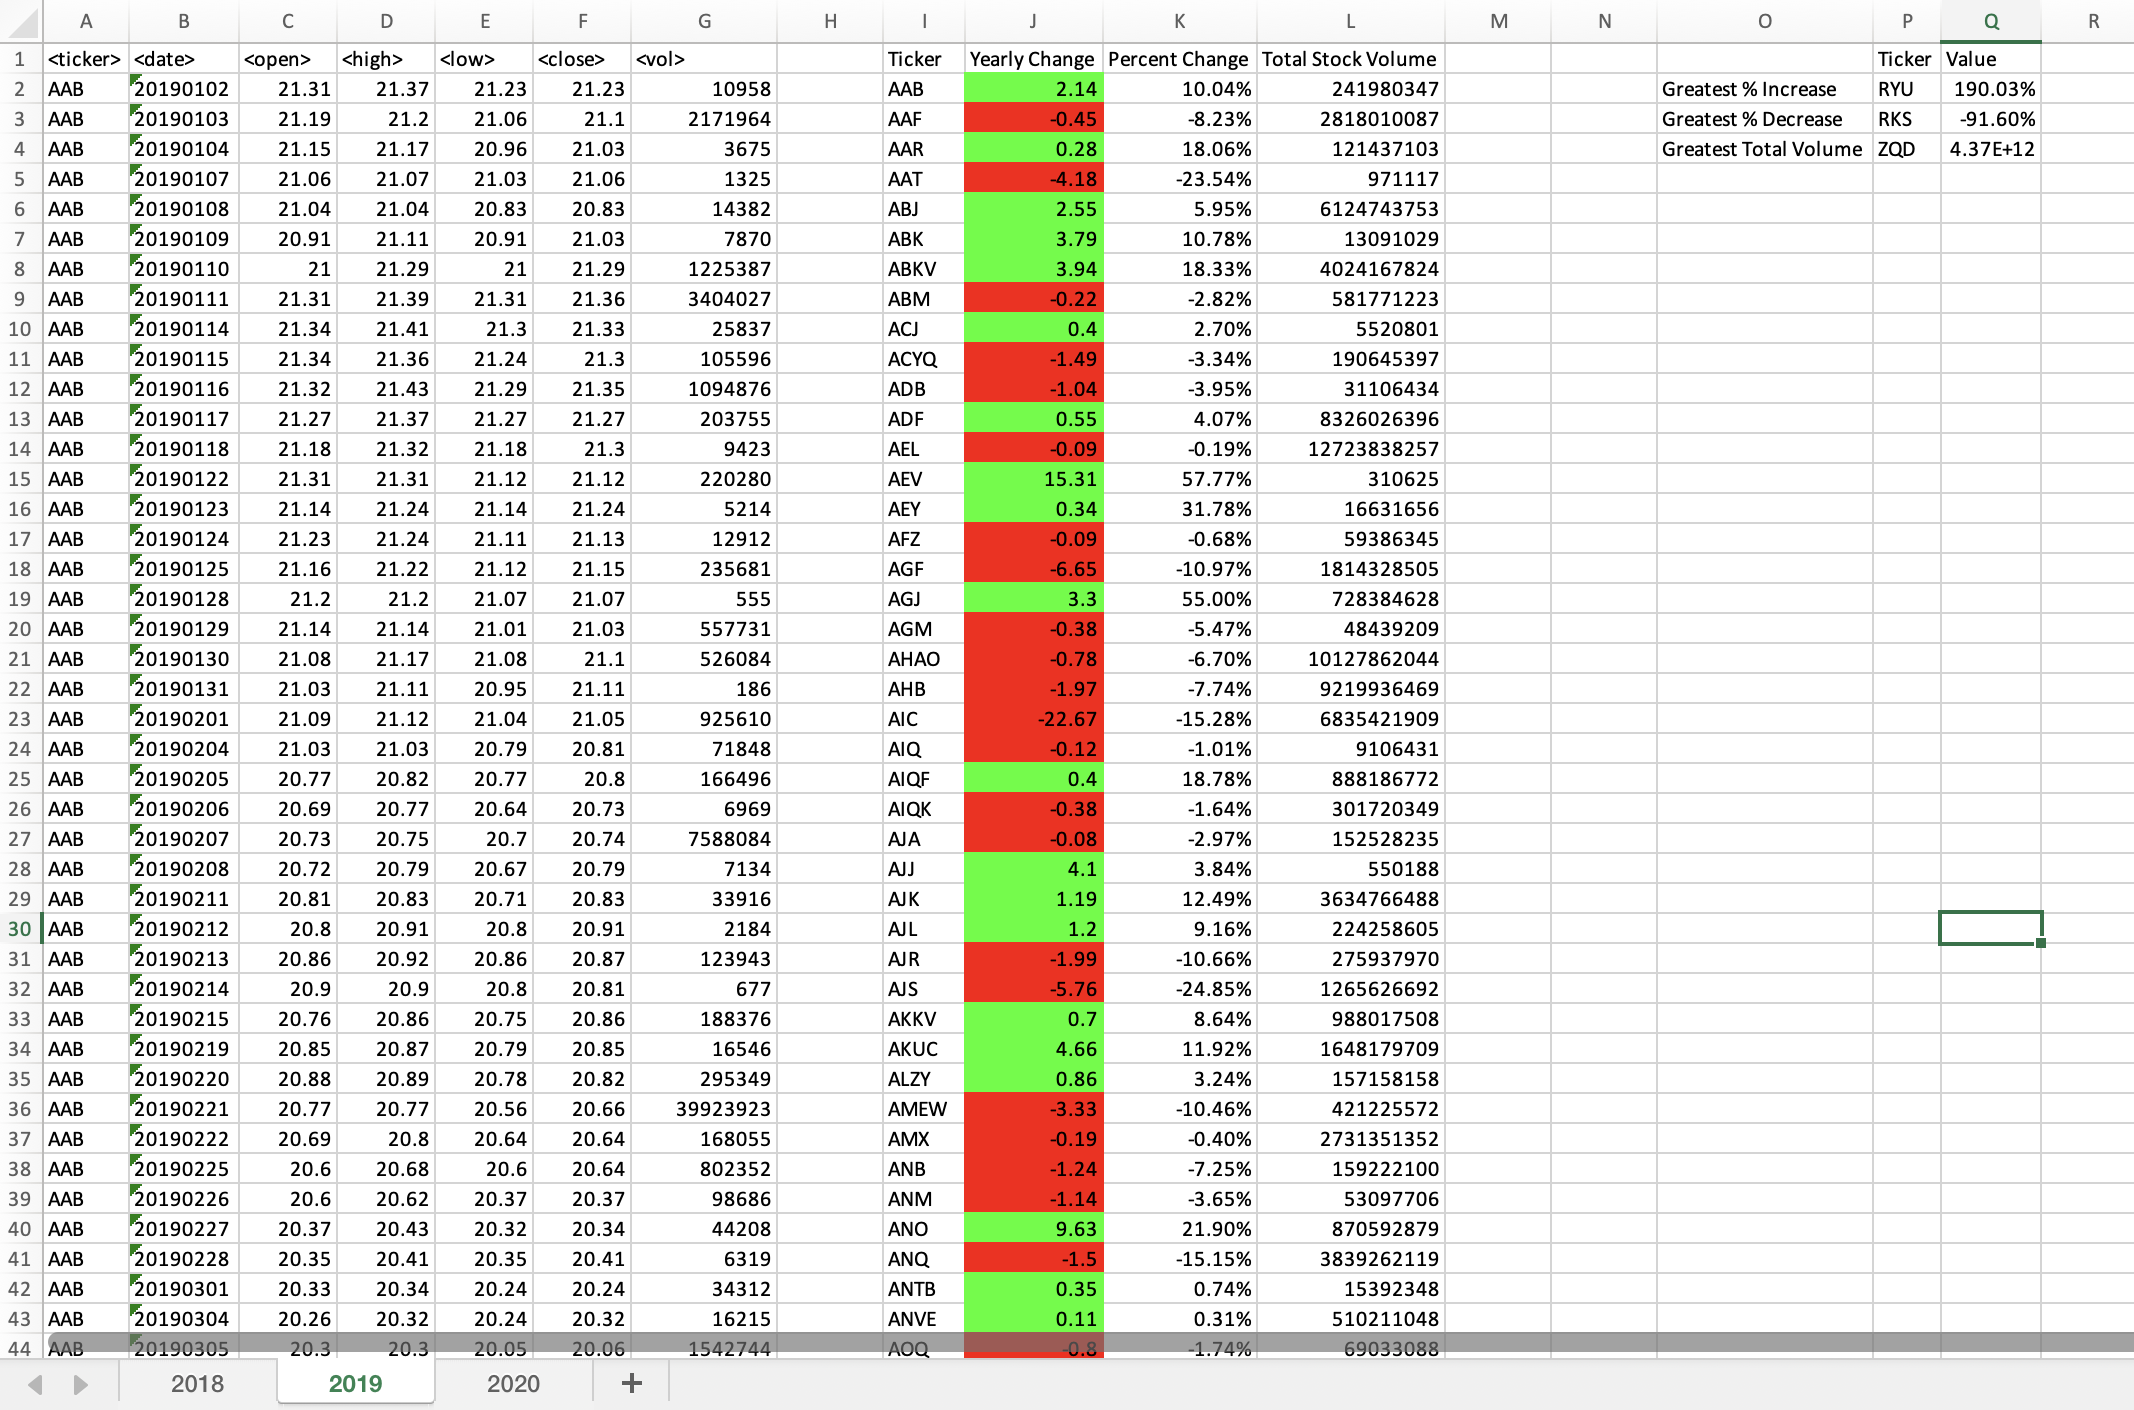 A B C D E F G H I J K L M N O P Q R
1 <ticker> <date> <open> <high> <low> <close> <vol> Ticker Yearly Change Percent Change Total Stock Volume Ticker Value
2 AAB 20190102 21.31 21.37 21.23 21.23 10958 AAB 2.14 10.04% 241980347 Greatest % Increase RYU 190.03%
3 AAB 20190103 21.19 21.2 21.06 21.1 2171964 AAF -0.45 -8.23% 2818010087 Greatest % Decrease RKS -91.60%
4 AAB 20190104 21.15 21.17 20.96 21.03 3675 AAR 0.28 18.06% 121437103 Greatest Total Volume ZQD 4.37E+12
5 AAB 20190107 21.06 21.07 21.03 21.06 1325 AAT -4.18 -23.54% 971117
6 AAB 20190108 21.04 21.04 20.83 20.83 14382 ABJ 2.55 5.95% 6124743753
7 AAB 20190109 20.91 21.11 20.91 21.03 7870 ABK 3.79 10.78% 13091029
8 AAB 20190110 21 21.29 21 21.29 1225387 ABKV 3.94 18.33% 4024167824
9 AAB 20190111 21.31 21.39 21.31 21.36 3404027 ABM -0.22 -2.82% 581771223
10 AAB 20190114 21.34 21.41 21.3 21.33 25837 ACJ 0.4 2.70% 5520801
11 AAB 20190115 21.34 21.36 21.24 21.3 105596 ACYQ -1.49 -3.34% 190645397
12 AAB 20190116 21.32 21.43 21.29 21.35 1094876 ADB -1.04 -3.95% 31106434
13 AAB 20190117 21.27 21.37 21.27 21.27 203755 ADF 0.55 4.07% 8326026396
14 AAB 20190118 21.18 21.32 21.18 21.3 9423 AEL -0.09 -0.19% 12723838257
15 AAB 20190122 21.31 21.31 21.12 21.12 220280 AEV 15.31 57.77% 310625
16 AAB 20190123 21.14 21.24 21.14 21.24 5214 AEY 0.34 31.78% 16631656
17 AAB 20190124 21.23 21.24 21.11 21.13 12912 AFZ -0.09 -0.68% 59386345
18 AAB 20190125 21.16 21.22 21.12 21.15 235681 AGF -6.65 -10.97% 1814328505
19 AAB 20190128 21.2 21.2 21.07 21.07 555 AGJ 3.3 55.00% 728384628
20 AAB 20190129 21.14 21.14 21.01 21.03 557731 AGM -0.38 -5.47% 48439209
21 AAB 20190130 21.08 21.17 21.08 21.1 526084 AHAO -0.78 -6.70% 10127862044
22 AAB 20190131 21.03 21.11 20.95 21.11 186 AHB -1.97 -7.74% 9219936469
23 AAB 20190201 21.09 21.12 21.04 21.05 925610 AIC -22.67 -15.28% 6835421909
24 AAB 20190204 21.03 21.03 20.79 20.81 71848 AIQ -0.12 -1.01% 9106431
25 AAB 20190205 20.77 20.82 20.77 20.8 166496 AIQF 0.4 18.78% 888186772
26 AAB 20190206 20.69 20.77 20.64 20.73 6969 AIQK -0.38 -1.64% 301720349
27 AAB 20190207 20.73 20.75 20.7 20.74 7588084 AJA -0.08 -2.97% 152528235
28 AAB 20190208 20.72 20.79 20.67 20.79 7134 AJJ 4.1 3.84% 550188
29 AAB 20190211 20.81 20.83 20.71 20.83 33916 AJK 1.19 12.49% 3634766488
30 AAB 20190212 20.8 20.91 20.8 20.91 2184 AJL 1.2 9.16% 224258605
31 AAB 20190213 20.86 20.92 20.86 20.87 123943 AJR -1.99 -10.66% 275937970
32 AAB 20190214 20.9 20.9 20.8 20.81 677 AJS -5.76 -24.85% 1265626692
33 AAB 20190215 20.76 20.86 20.75 20.86 188376 AKKV 0.7 8.64% 988017508
34 AAB 20190219 20.85 20.87 20.79 20.85 16546 AKUC 4.66 11.92% 1648179709
35 AAB 20190220 20.88 20.89 20.78 20.82 295349 ALZY 0.86 3.24% 157158158
36 AAB 20190221 20.77 20.77 20.56 20.66 39923923 AMEW -3.33 -10.46% 421225572
37 AAB 20190222 20.69 20.8 20.64 20.64 168055 AMX -0.19 -0.40% 2731351352
38 AAB 20190225 20.6 20.68 20.6 20.64 802352 ANB -1.24 -7.25% 159222100
39 AAB 20190226 20.6 20.62 20.37 20.37 98686 ANM -1.14 -3.65% 53097706
40 AAB 20190227 20.37 20.43 20.32 20.34 44208 ANO 9.63 21.90% 870592879
41 AAB 20190228 20.35 20.41 20.35 20.41 6319 ANQ -1.5 -15.15% 3839262119
42 AAB 20190301 20.33 20.34 20.24 20.24 34312 ANTB 0.35 0.74% 15392348
43 AAB 20190304 20.26 20.32 20.24 20.32 16215 ANVE 0.11 0.31% 510211048
44 AAB 20190305 20.3 20.3 20.05 20.06 1542744 AOQ -0.8 -1.74% 69033088
2018 2019 2020 +